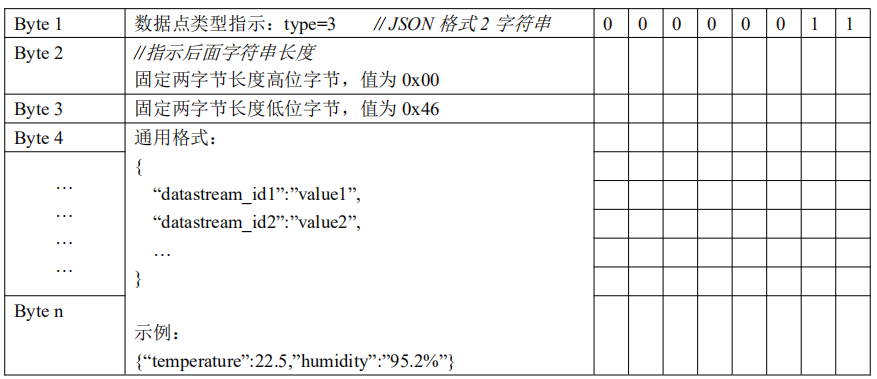 Byte 1 数据点类型指示：type=3 // JSON 格式 2 字符串 0 0 0 0 0 0 1 1
Byte 2 //指示后面字符串长度
固定两字节长度高位字节，值为 0x00
Byte 3 固定两字节长度低位字节，值为 0x46
Byte 4 通用格式：
{
… “datastream_id1”:”value1”,
… “datastream_id2”:”value2”,
… …
… }
Byte n
示例：
{“temperature”:22.5,”humidity”:”95.2%”}